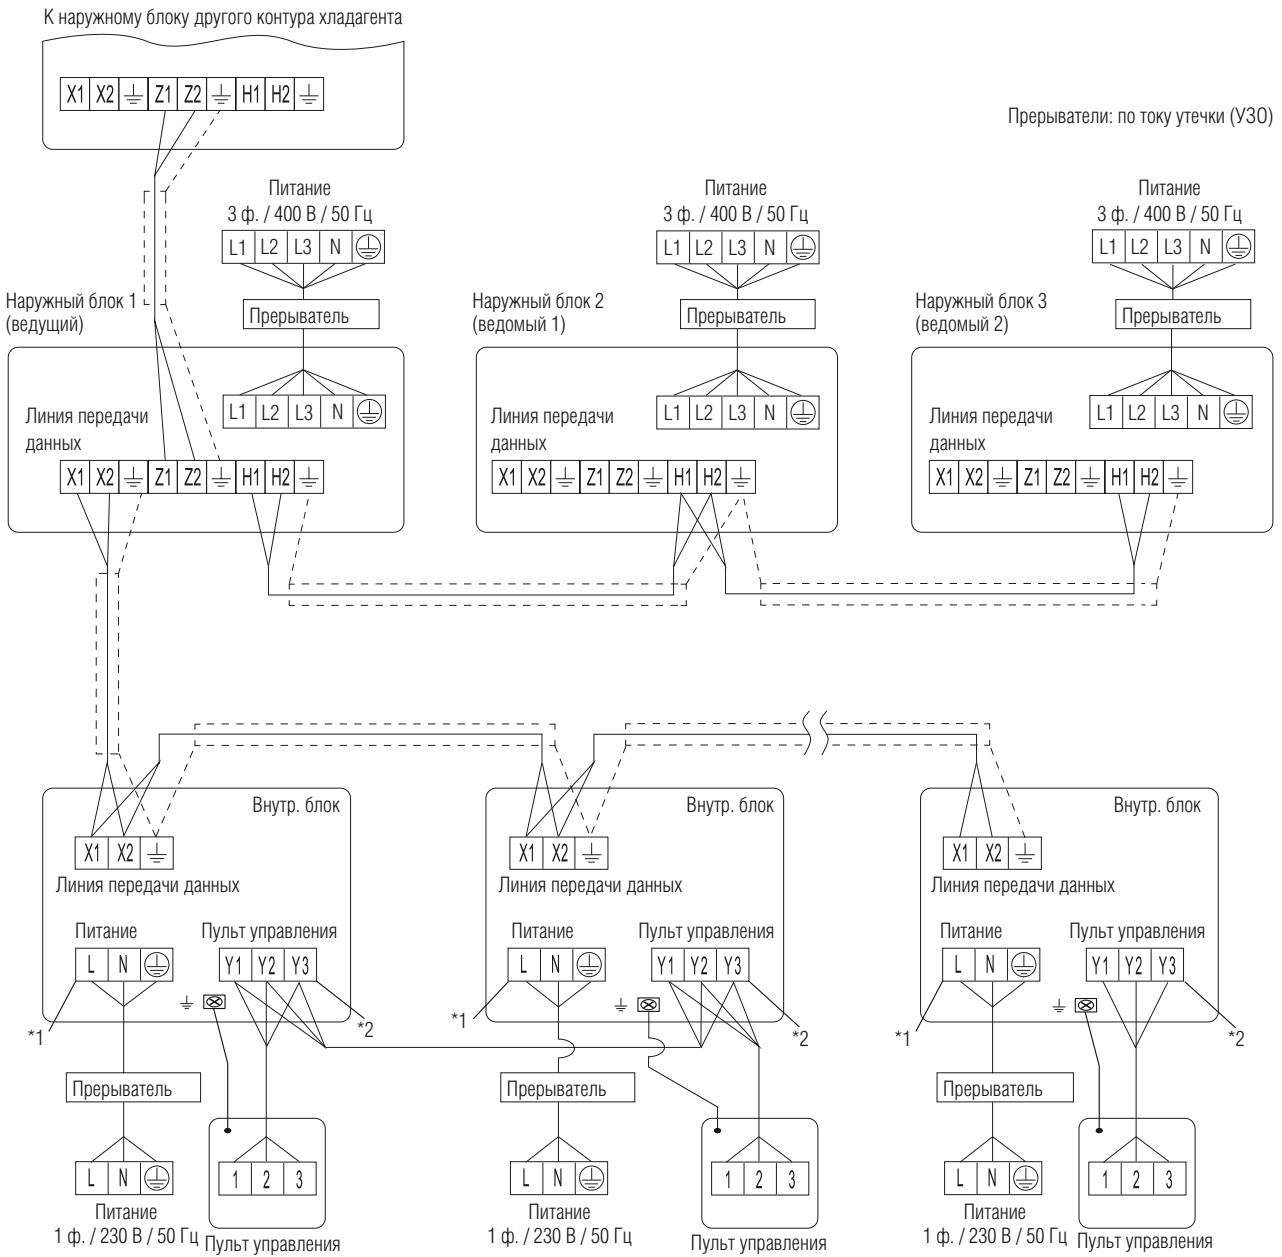 К наружному блоку другого контура хладагента
X1 X2 Z1 Z2 H1 H2
Прерыватели: по току утечки (УЗО)
Питание
3 ф. / 400 В / 50 Гц
L1 L2 L3 N
Питание
3 ф. / 400 В / 50 Гц
L1 L2 L3 N
Питание
3 ф. / 400 В / 50 Гц
L1 L2 L3 N
Наружный блок 1
(ведущий)
Прерыватель
Наружный блок 2
(ведомый 1)
Прерыватель
Наружный блок 3
(ведомый 2)
Прерыватель
L1 L2 L3 N
Линия передачи
данных
X1 X2 Z1 Z2 H1 H2
L1 L2 L3 N
Линия передачи
данных
X1 X2 Z1 Z2 H1 H2
L1 L2 L3 N
Линия передачи
данных
X1 X2 Z1 Z2 H1 H2
Внутр. блок
X1 X2
Линия передачи данных
Питание
Пульт управления
L N
Y1 Y2 Y3
*1
*2
Прерыватель
L N
1 2 3
Питание
1 ф. / 230 В / 50 Гц
Пульт управления
Внутр. блок
X1 X2
Линия передачи данных
Питание
Пульт управления
L N
Y1 Y2 Y3
*1
*2
Прерыватель
L N
1 2 3
Питание
1 ф. / 230 В / 50 Гц
Пульт управления
Внутр. блок
X1 X2
Линия передачи данных
Питание
Пульт управления
L N
Y1 Y2 Y3
*1
*2
Прерыватель
L N
1 2 3
Питание
1 ф. / 230 В / 50 Гц
Пульт управления